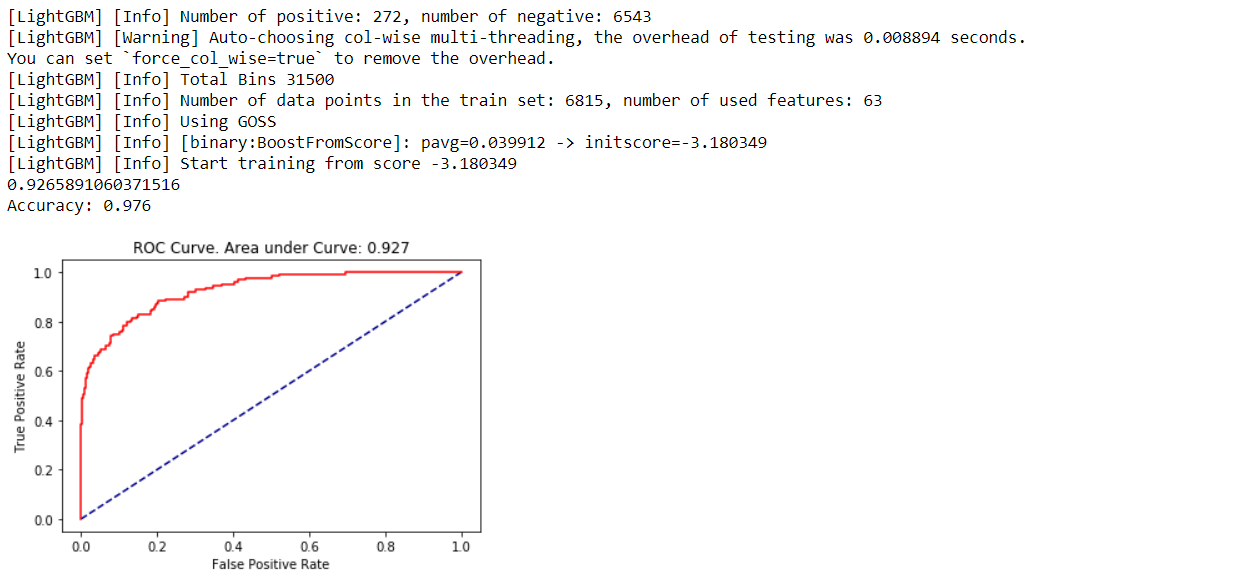 [LightGBM] [Info] Number of positive: 272, number of negative: 6543
[LightGBM] [Warning] Auto-choosing col-wise multi-threading, the overhead of testing was 0.008894 seconds.
You can set `force_col_wise=true` to remove the overhead.
[LightGBM] [Info] Total Bins 31500
[LightGBM] [Info] Number of data points in the train set: 6815, number of used features: 63
[LightGBM] [Info] Using GOSS
[LightGBM] [Info] [binary:BoostFromScore]: pavg=0.039912 -> initscore=-3.180349
[LightGBM] [Info] Start training from score -3.180349
0.9265891060371516
Accuracy: 0.976
ROC Curve. Area under Curve: 0.927
True Positive Rate
1.0
0.8
0.6
0.4
0.2
0.0
0.0 0.2 0.4 0.6 0.8 1.0
False Positive Rate